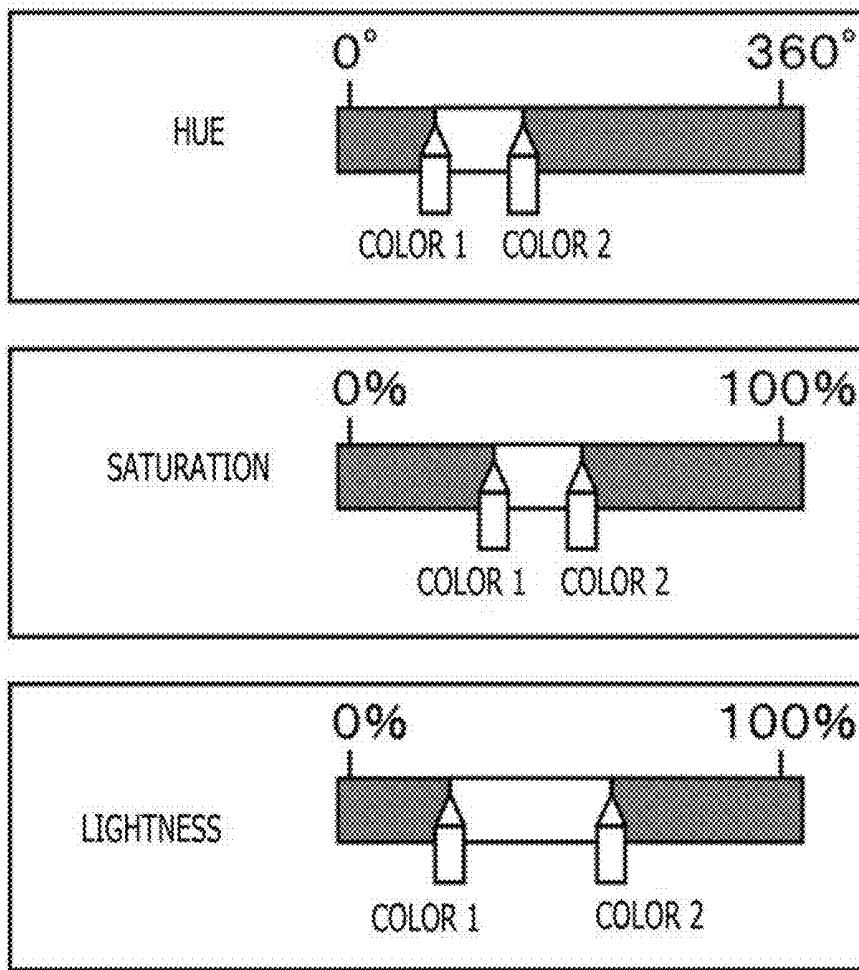 0° 360°
HUE
COLOR 1 COLOR 2
0% 100%
SATURATION
COLOR 1 COLOR 2
0% 100%
LIGHTNESS
COLOR 1 COLOR 2